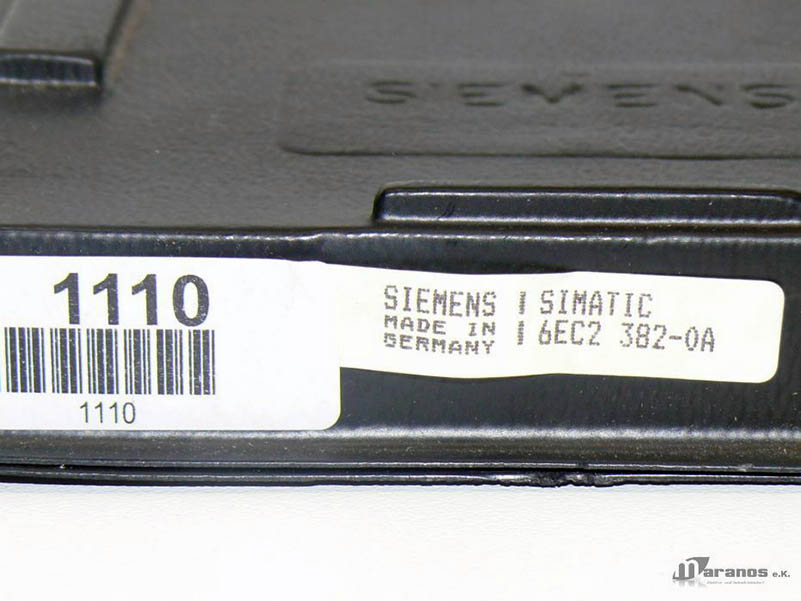 SIEMENS
1110
1110
SIEMENS | SIMATIC
MADE IN | 6EC2 382-0A
GERMANY
maranos e.K.